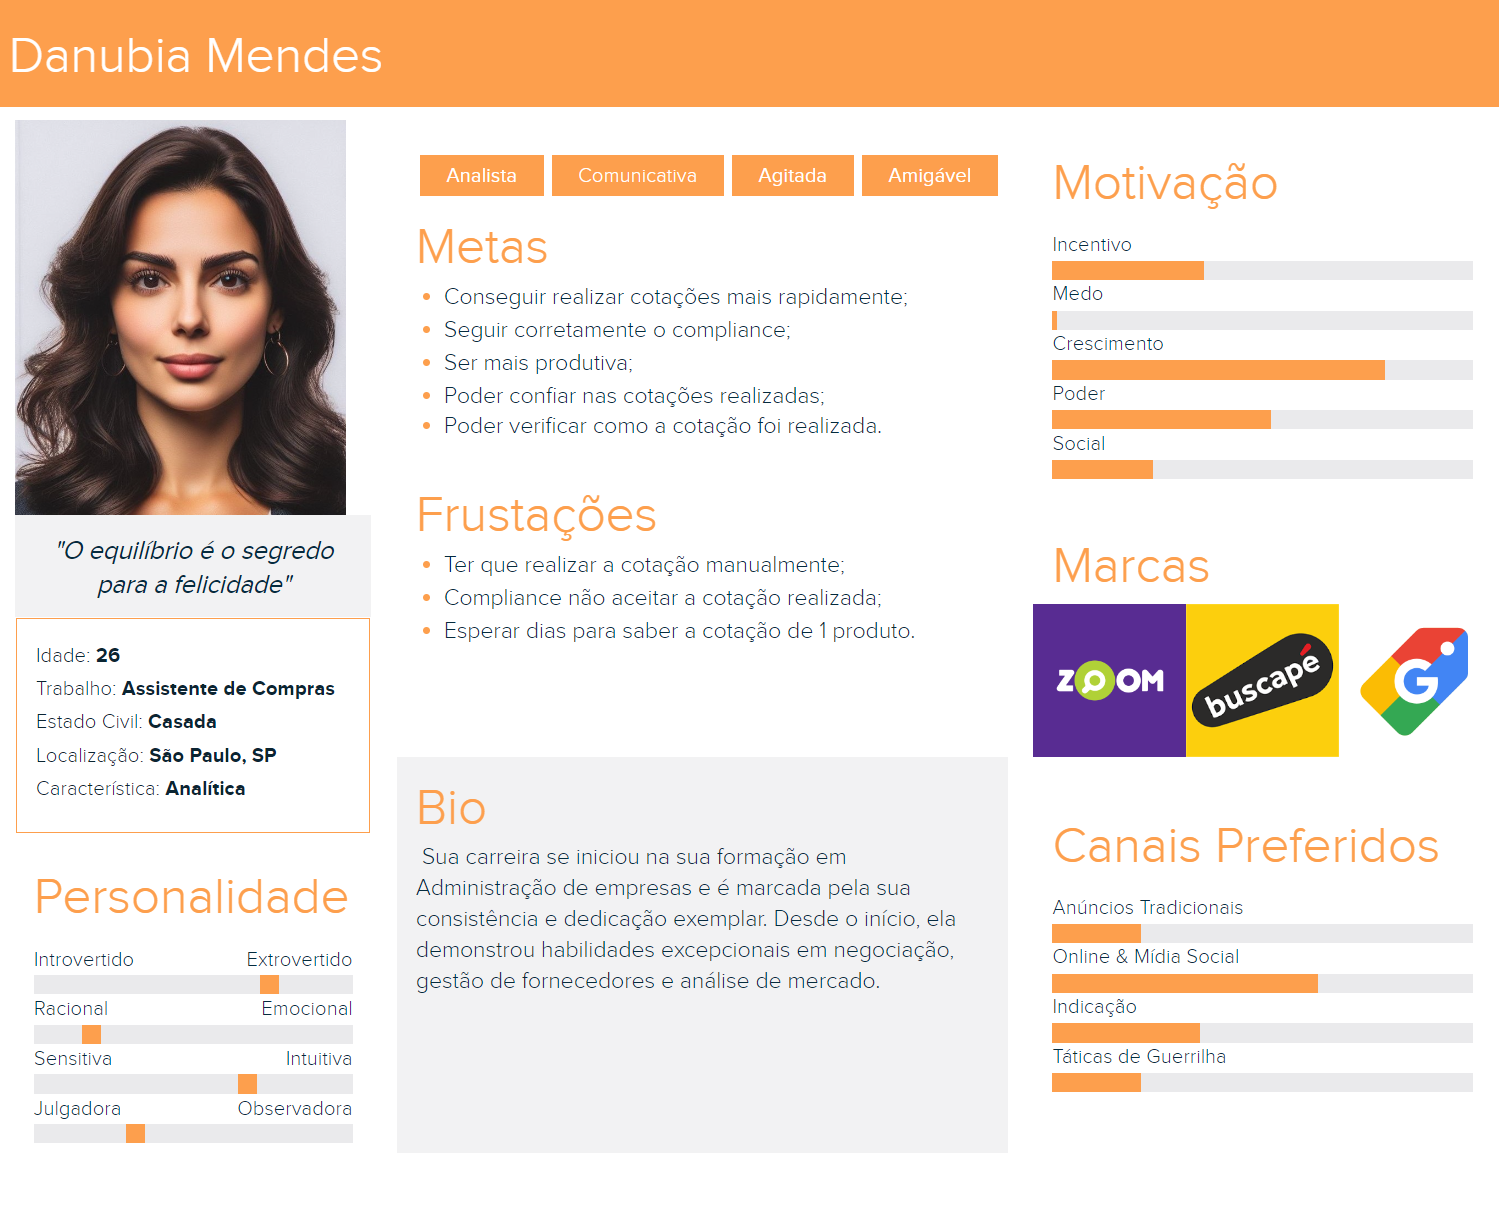 Danubia Mendes
"O equilíbrio é o segredo
para a felicidade"
Idade: 26
Trabalho: Assistente de Compras
Estado Civil: Casada
Localização: São Paulo, SP
Característica: Analítica
Personalidade
Introvertido Extrovertido
Racional Emocional
Sensitiva Intuitiva
Julgadora Observadora
Analista Comunicativa Agitada Amigável
Metas
Conseguir realizar cotações mais rapidamente;
Seguir corretamente o compliance;
Ser mais produtiva;
Poder confiar nas cotações realizadas;
Poder verificar como a cotação foi realizada.
Frustações
Ter que realizar a cotação manualmente;
Compliance não aceitar a cotação realizada;
Esperar dias para saber a cotação de 1 produto.
Bio
Sua carreira se iniciou na sua formação em
Administração de empresas e é marcada pela sua
consistência e dedicação exemplar. Desde o início, ela
demonstrou habilidades excepcionais em negociação,
gestão de fornecedores e análise de mercado.
Motivação
Incentivo
Medo
Crescimento
Poder
Social
Marcas
ZOOM
buscapé
G
Canais Preferidos
Anúncios Tradicionais
Online & Mídia Social
Indicação
Táticas de Guerrilha